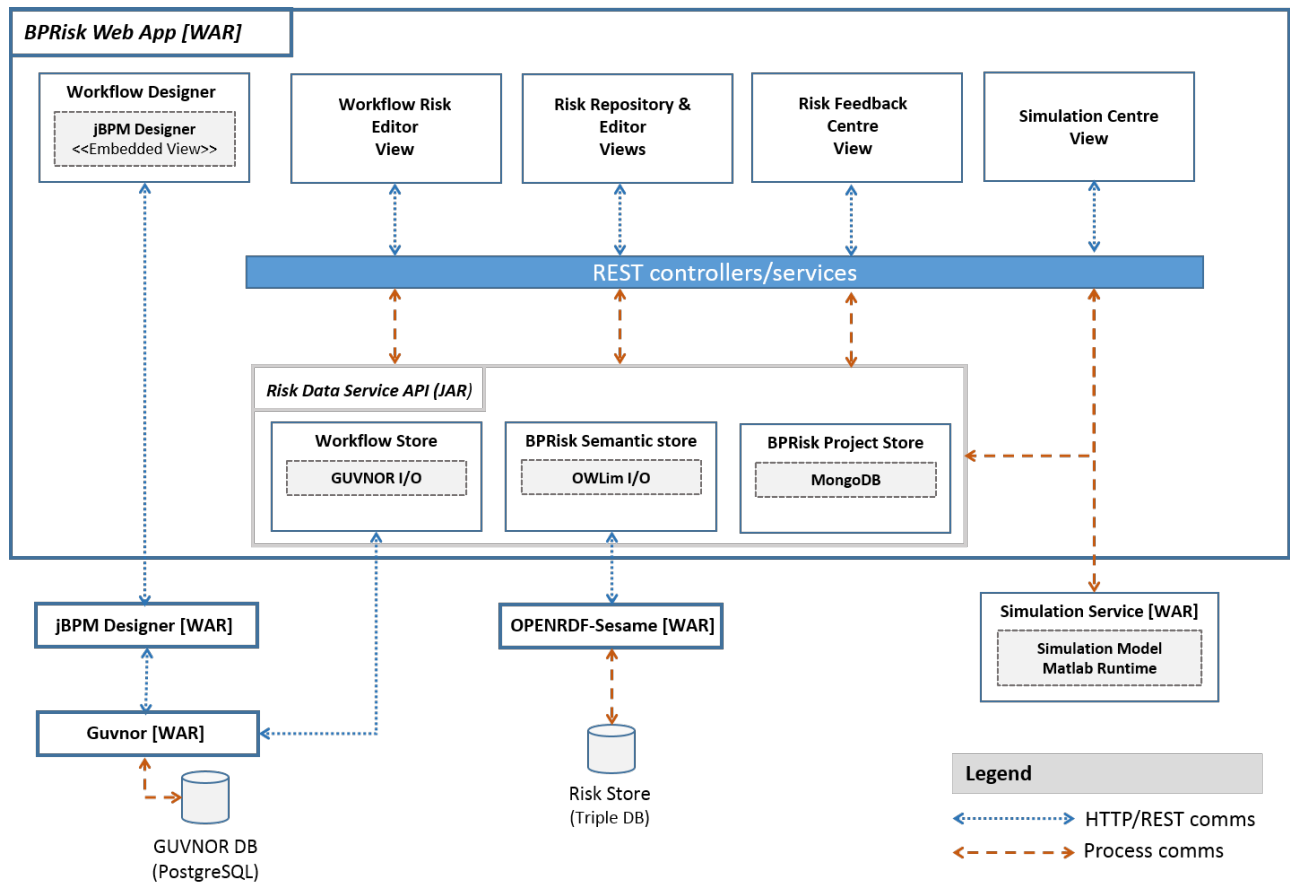 BPRisk Web App [WAR]
Workflow Designer
jBPM Designer
<<Embedded View>>
Workflow Risk
Editor
View
Risk Repository &
Editor
Views
Risk Feedback
Centre
View
Simulation Centre
View
REST controllers/services
Risk Data Service API (JAR)
Workflow Store
GUVNOR I/O
BPRisk Semantic store
OWLim I/O
BPRisk Project Store
MongoDB
jBPM Designer [WAR]
OPENRDF-Sesame [WAR]
Simulation Service [WAR]
Simulation Model
Matlab Runtime
Guvnor [WAR]
GUVNOR DB
(PostgreSQL)
Risk Store
(Triple DB)
Legend
HTTP/REST comms
Process comms